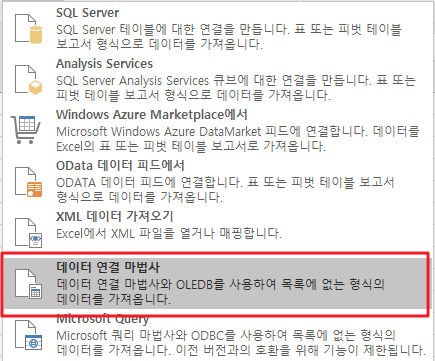 SQL Server
SQL Server 테이블에 대한 연결을 만듭니다. 표 또는 피벗 테이블
보고서 형식으로 데이터를 가져옵니다.
Analysis Services
SQL Server Analysis Services 큐브에 대한 연결을 만듭니다. 표 또는
피벗 테이블 보고서 형식으로 데이터를 가져옵니다.
Windows Azure Marketplace에서
Microsoft Windows Azure DataMarket 피드에 연결합니다. 데이터를
Excel의 표 또는 피벗 테이블 보고서로 가져옵니다.
OData 데이터 피드에서
ODATA 데이터 피드에 연결합니다. 표 또는 피벗 테이블 보고서
형식으로 데이터를 가져옵니다.
XML 데이터 가져오기
Excel에서 XML 파일을 열거나 매핑합니다.
데이터 연결 마법사
데이터 연결 마법사와 OLEDB를 사용하여 목록에 없는 형식의
데이터를 가져옵니다.
Microsoft Query
Microsoft 쿼리 마법사와 ODBC를 사용하여 목록에 없는 형식의
데이터를 가져옵니다. 이전 버전과의 호환을 위해 기능이 제한됩니다.